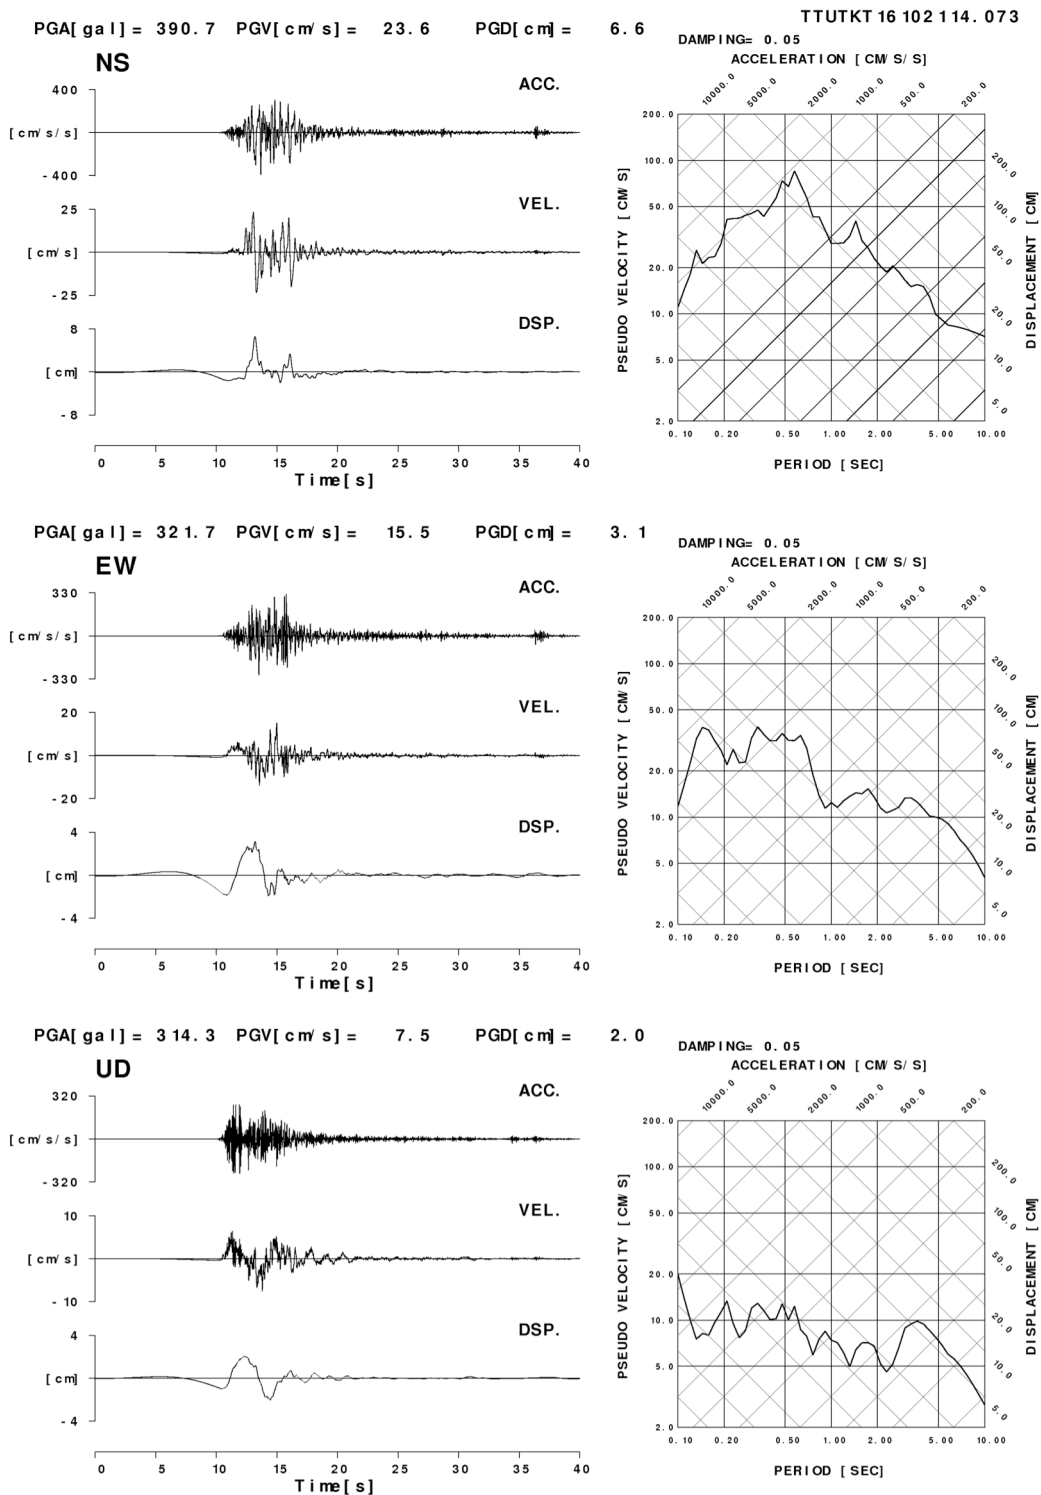 TTUTKT16102114.073
PGA[gal]= 390.7 PGV[cm/s]= 23.6 PGD[cm]= 6.6
DAMPING= 0.05
NS
ACCELERATION [CM/S/S]
ACC.
10000.0 5000.0 2000.0 1000.0 500.0 200.0
400
[cm/s/s]
-400
VEL.
25
[cm/s]
-25
DSP.
8
[cm]
-8
0 5 10 15 20 25 30 35 40
Time[s]
PSEUDO VELOCITY [CM/S]
200.0
100.0
50.0
20.0
10.0
5.0
2.0
0.10 0.20 0.50 1.00 2.00 5.00 10.00
PERIOD [SEC]
200.0
100.0
50.0
20.0
10.0
5.0
DISPLACEMENT [CM]
PGA[gal]= 321.7 PGV[cm/s]= 15.5 PGD[cm]= 3.1
DAMPING= 0.05
EW
ACCELERATION [CM/S/S]
ACC.
10000.0 5000.0 2000.0 1000.0 500.0 200.0
330
[cm/s/s]
-330
VEL.
20
[cm/s]
-20
DSP.
4
[cm]
-4
0 5 10 15 20 25 30 35 40
Time[s]
PSEUDO VELOCITY [CM/S]
200.0
100.0
50.0
20.0
10.0
5.0
2.0
0.10 0.20 0.50 1.00 2.00 5.00 10.00
PERIOD [SEC]
200.0
100.0
50.0
20.0
10.0
5.0
DISPLACEMENT [CM]
PGA[gal]= 314.3 PGV[cm/s]= 7.5 PGD[cm]= 2.0
DAMPING= 0.05
UD
ACCELERATION [CM/S/S]
ACC.
10000.0 5000.0 2000.0 1000.0 500.0 200.0
320
[cm/s/s]
-320
VEL.
10
[cm/s]
-10
DSP.
4
[cm]
-4
0 5 10 15 20 25 30 35 40
Time[s]
PSEUDO VELOCITY [CM/S]
200.0
100.0
50.0
20.0
10.0
5.0
2.0
0.10 0.20 0.50 1.00 2.00 5.00 10.00
PERIOD [SEC]
200.0
100.0
50.0
20.0
10.0
5.0
DISPLACEMENT [CM]